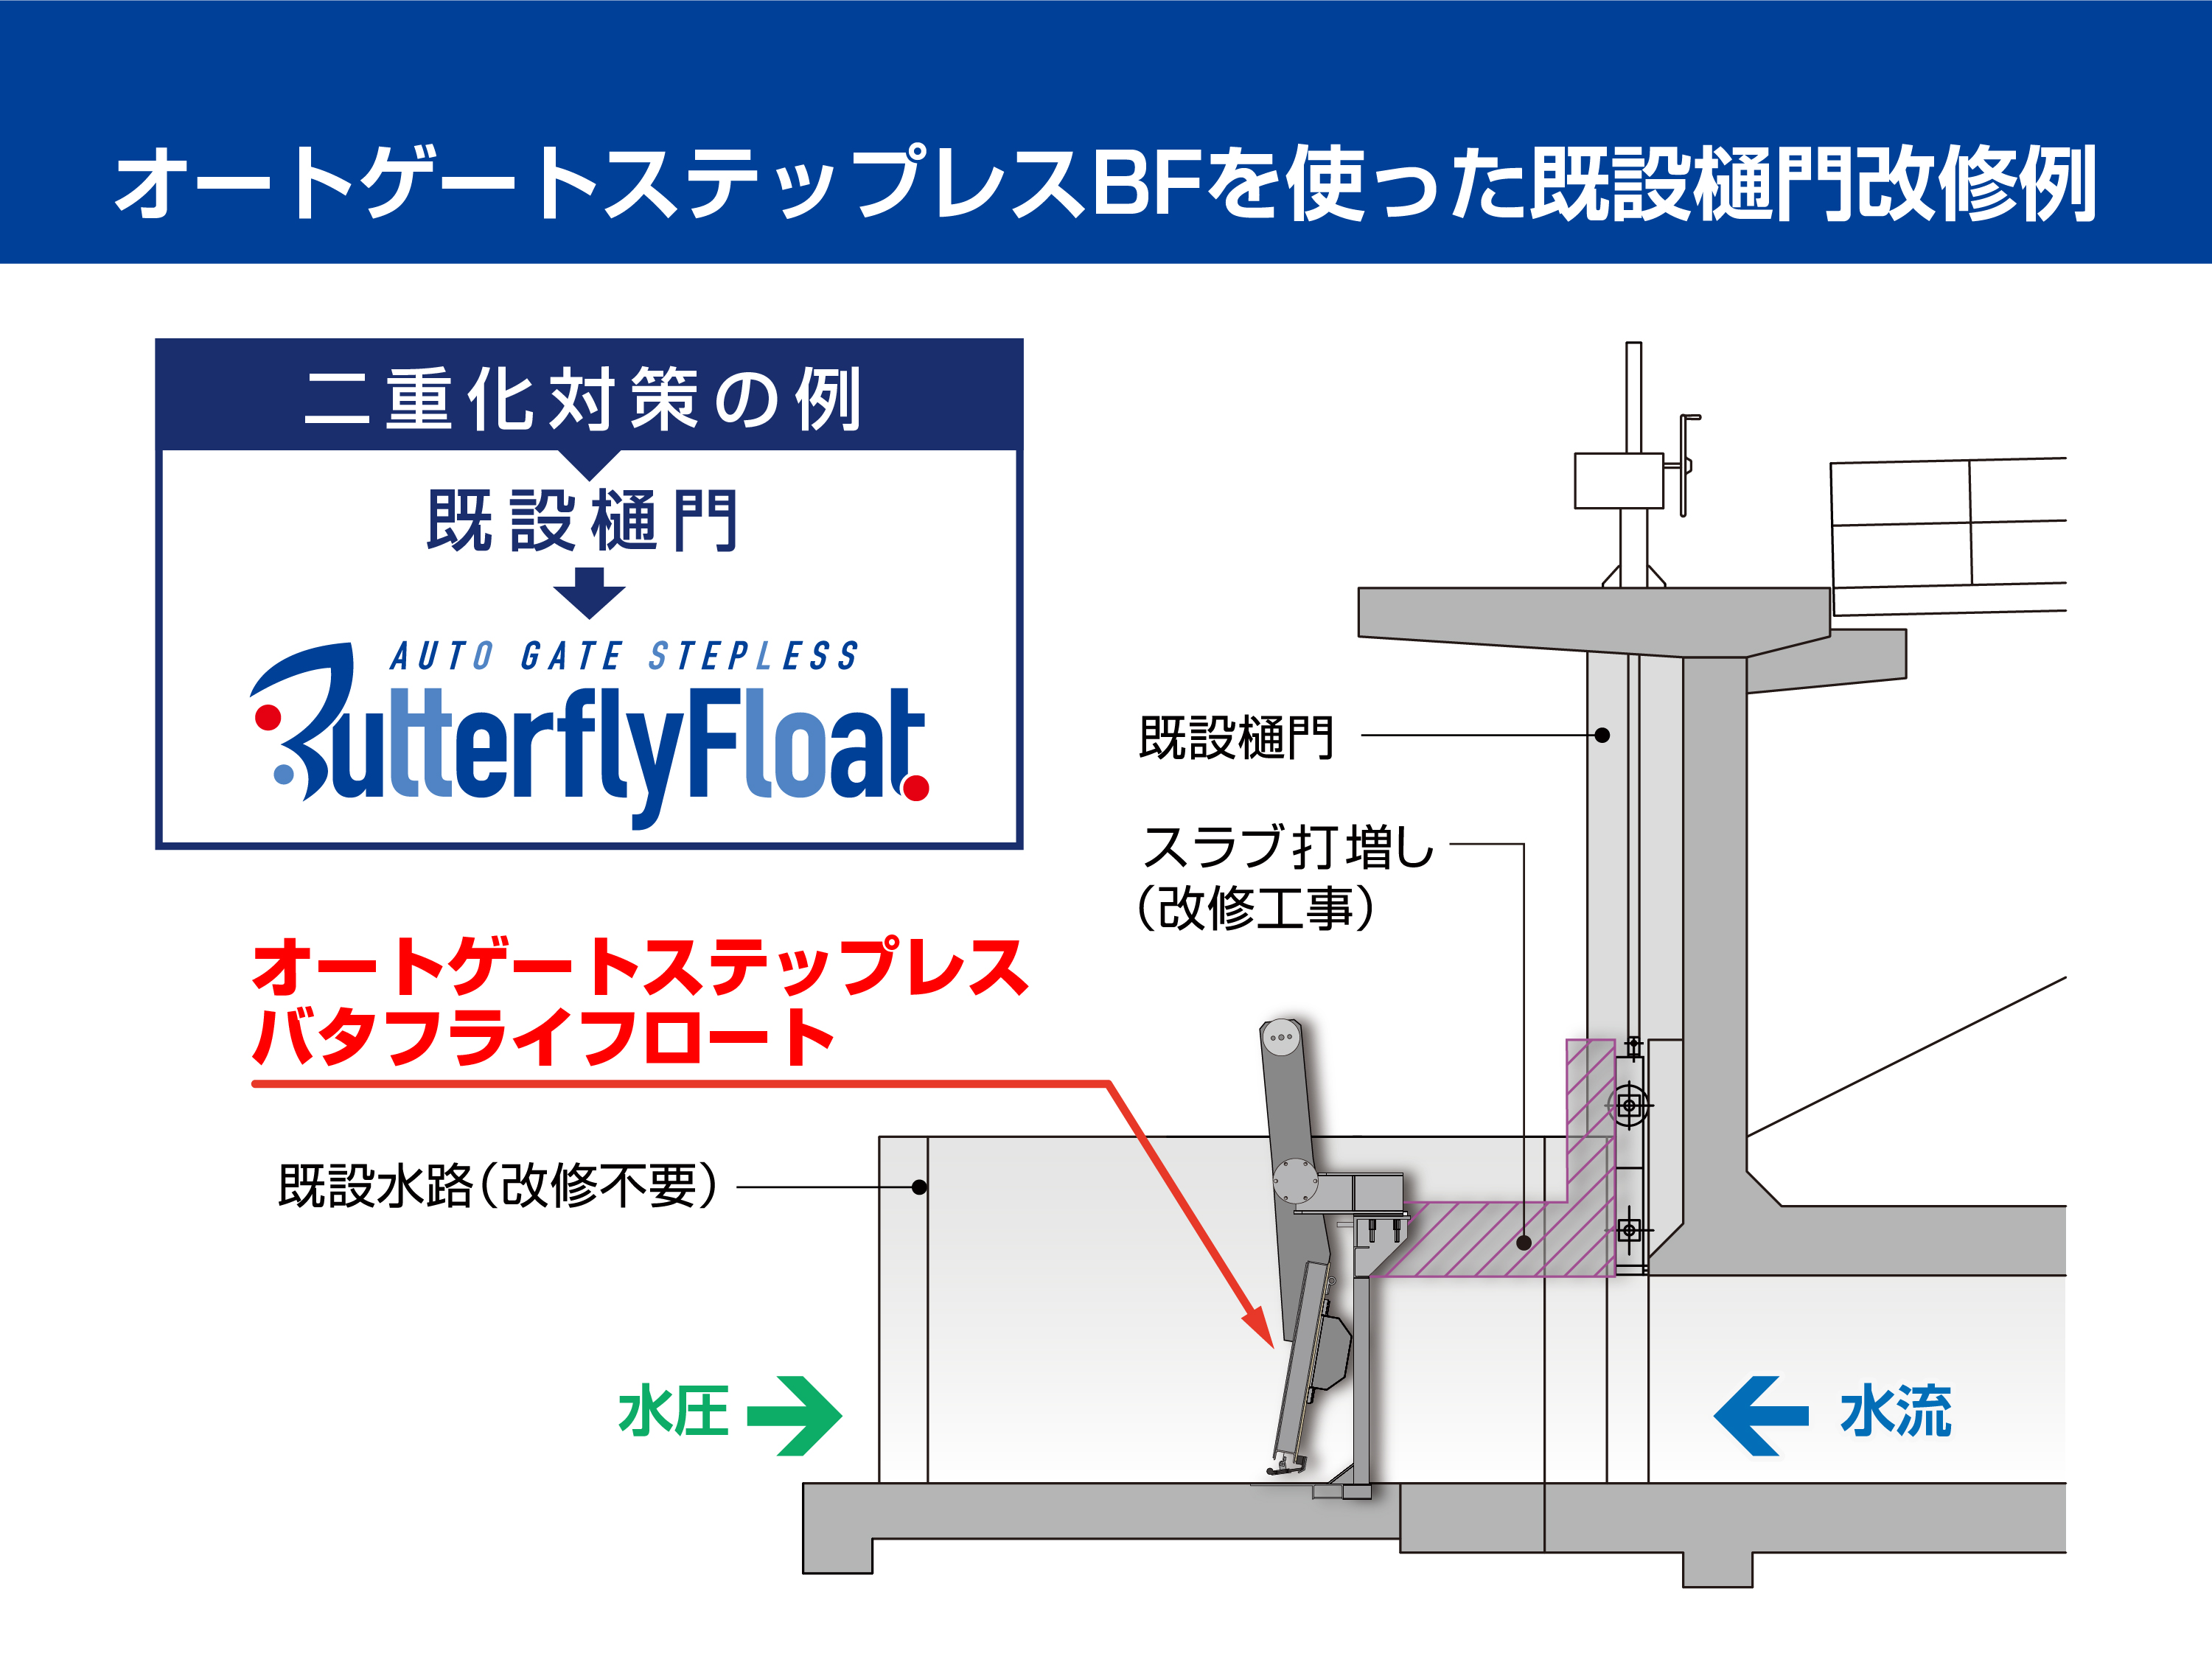 オートゲートステップレスBFを使った既設樋門改修例
二重化対策の例
既設樋門
AUTO GATE STEPLESS
ButterflyFloat
既設樋門
スラブ打増し
（改修工事）
オートゲートステップレス
バタフライフロート
既設水路（改修不要）
水圧
水流